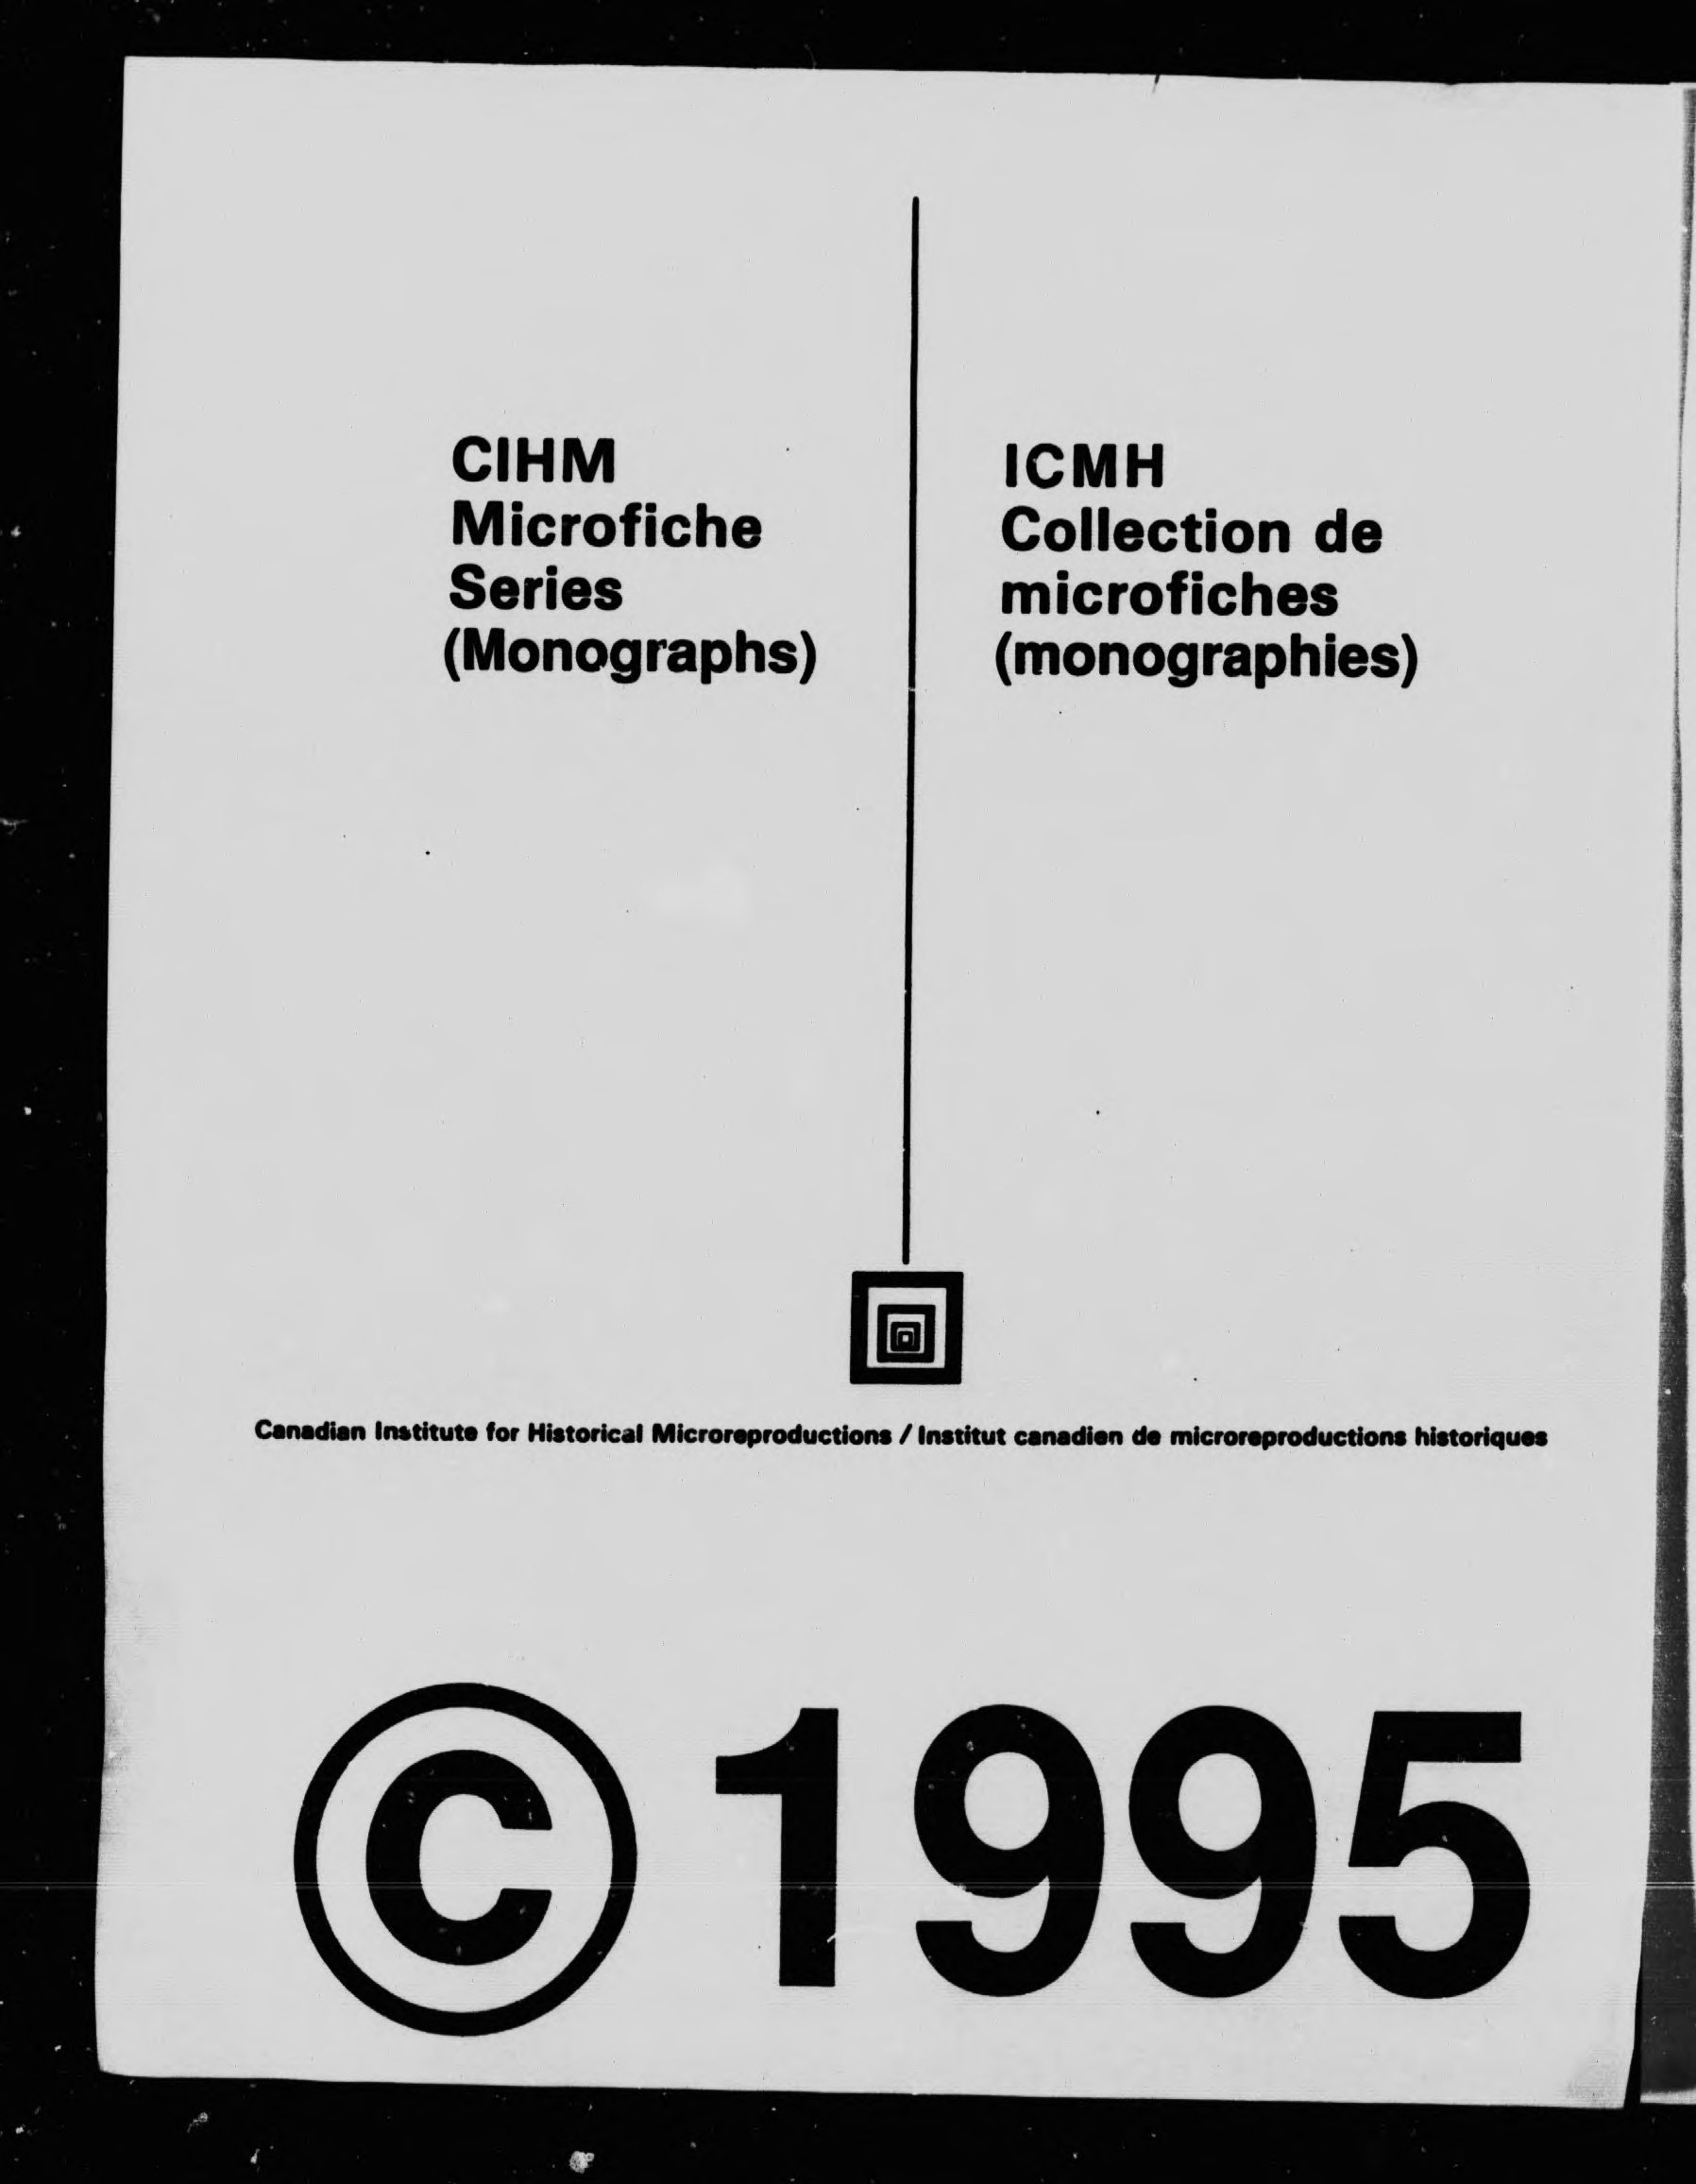 CIHM
Microfiche
Series
(Monographs)
ICMH
Collection de
microfiches
(monographies)
Canadian Institute for Historical Microreproductions / Institut canadien de microreproductions historiques
© 1995